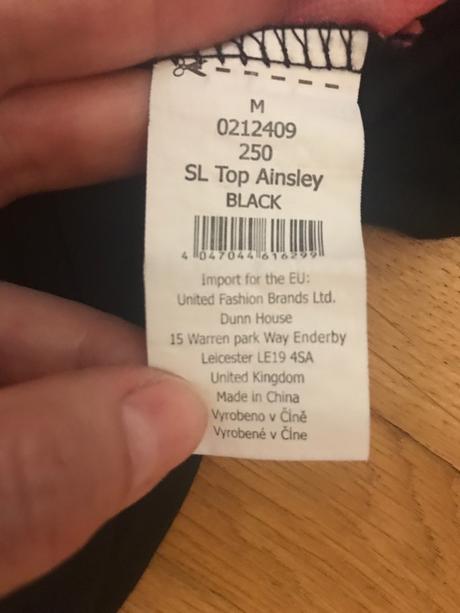 M
0212409
250
SL Top Ainsley
BLACK
4 047044 616299
Import for the EU:
United Fashion Brands Ltd.
Dunn House
15 Warren park Way Enderby
Leicester LE19 4SA
United Kingdom
Made in China
Vyrobeno v Číně
Vyrobené v Číne